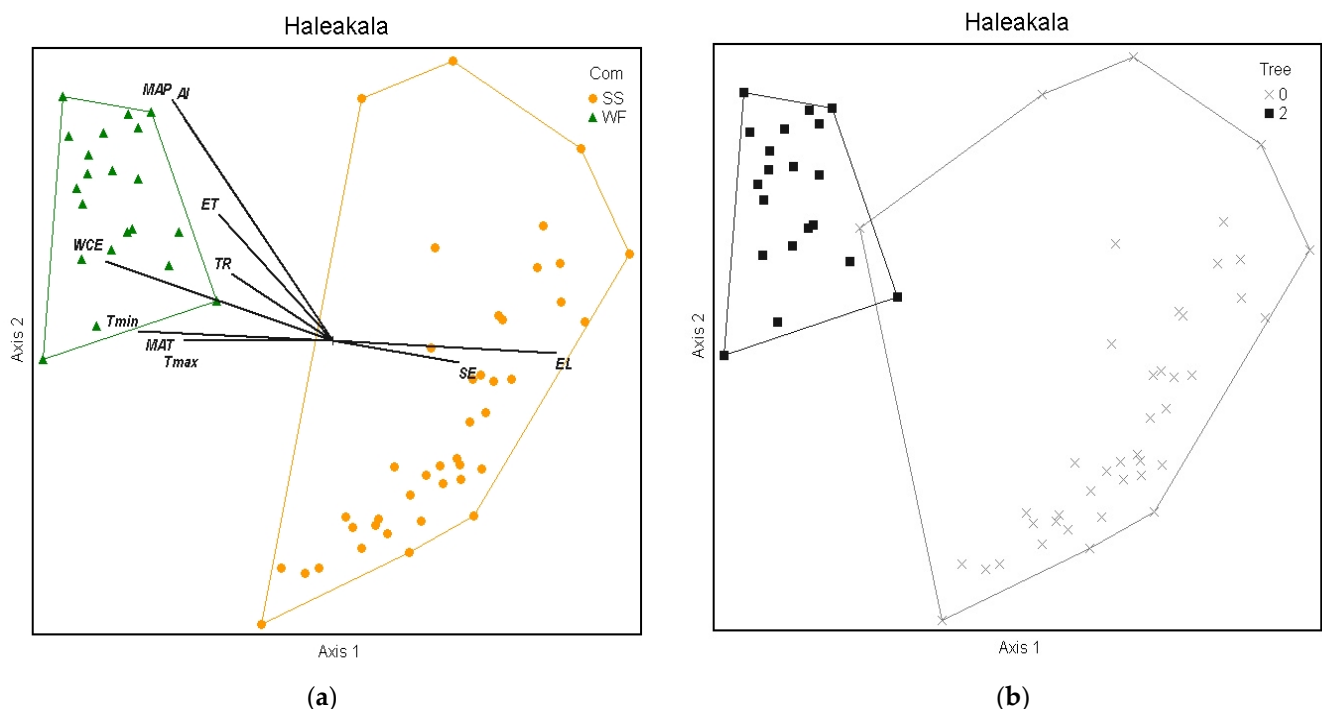 Haleakala
Com
SS
WF
MAP AI
ET
WCE
TR
Tmin
MAT
Tmax
SE
EL
Axis 2
Axis 1
(a)
Haleakala
Tree
0
2
Axis 2
Axis 1
(b)